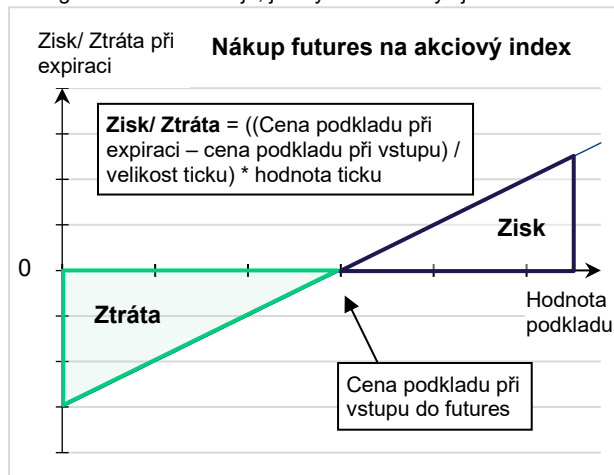 Zisk/ Ztráta při
expiraci
Nákup futures na akciový index
Zisk/ Ztráta = ((Cena podkladu při
expiraci – cena podkladu při vstupu) /
velikost ticku) * hodnota ticku
Zisk
0
Hodnota
podkladu
Ztráta
Cena podkladu při
vstupu do futures